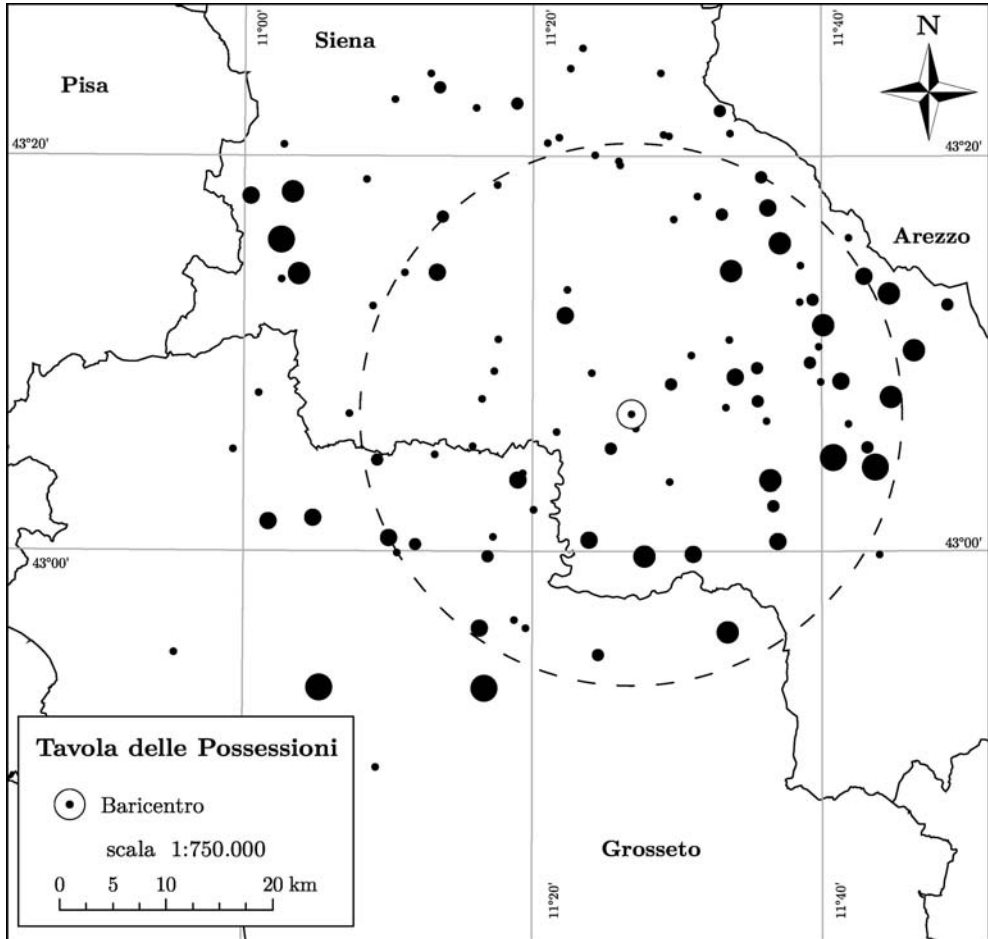 11°00'
11°20'
11°40'
N
Siena
Pisa
43°20'
43°20'
Arezzo
43°00'
43°00'
Tavola delle Possessioni
Baricentro
scala 1:750.000
0 5 10 20 km
Grosseto
11°20'
11°40'